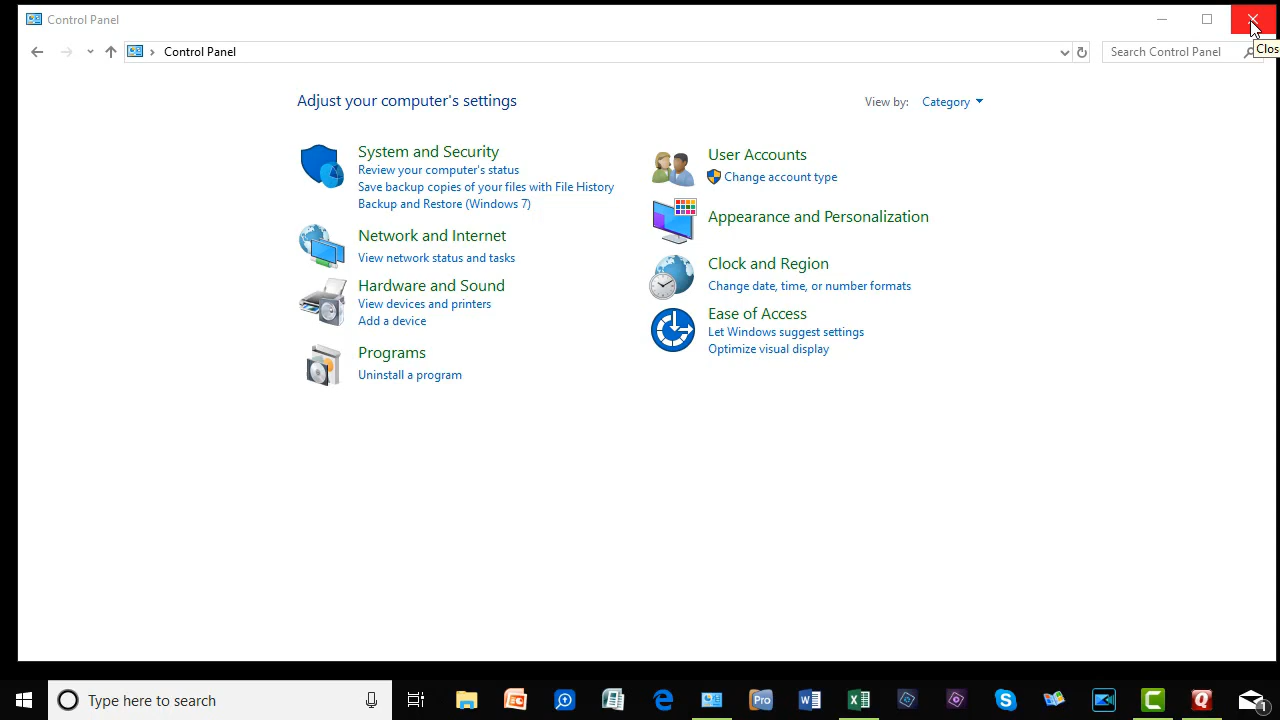 Control Panel
Control Panel
Search Control Panel
Clos
Adjust your computer's settings
View by: Category
System and Security
Review your computer's status
Save backup copies of your files with File History
Backup and Restore (Windows 7)
Network and Internet
View network status and tasks
Hardware and Sound
View devices and printers
Add a device
Programs
Uninstall a program
User Accounts
Change account type
Appearance and Personalization
Clock and Region
Change date, time, or number formats
Ease of Access
Let Windows suggest settings
Optimize visual display
Type here to search
Pro
1